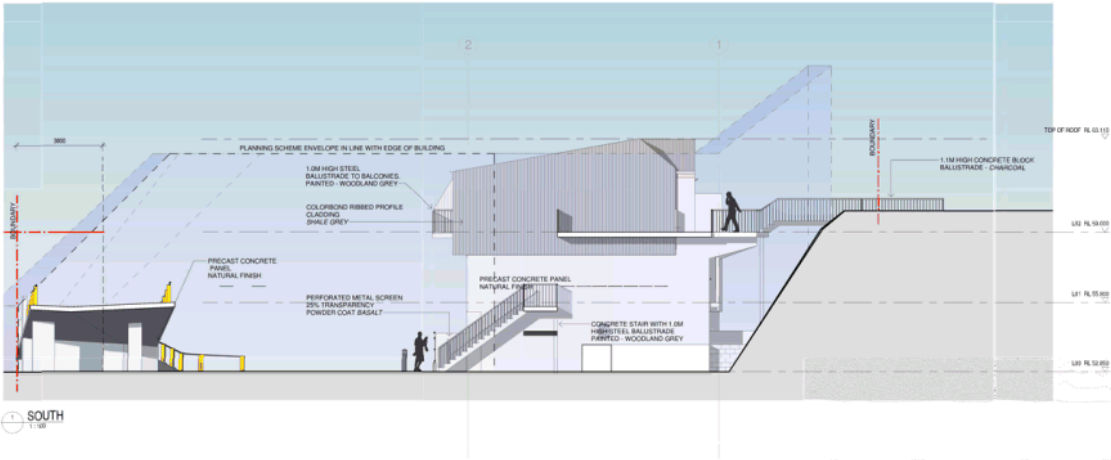 2
1
TOP OF ROOF RL 63.110
BOUNDARY
PLANNING SCHEME ENVELOPE IN LINE WITH EDGE OF BUILDING
1.1M HIGH CONCRETE BLOCK
BALUSTRADE - CHARCOAL
1.0M HIGH STEEL
BALUSTRADE TO BALCONIES.
PAINTED - WOODLAND GREY
COLORBOND RIBBED PROFILE
CLADDING
SHALE GREY
BOUNDARY
PRECAST CONCRETE
PANEL
NATURAL FINISH
PRECAST CONCRETE PANEL
NATURAL FINISH
PERFORATED METAL SCREEN
25% TRANSPARENCY
POWDER COAT BASALT
CONCRETE STAIR WITH 1.0M
HIGH STEEL BALUSTRADE
PAINTED - WOODLAND GREY
1
SOUTH
1:100